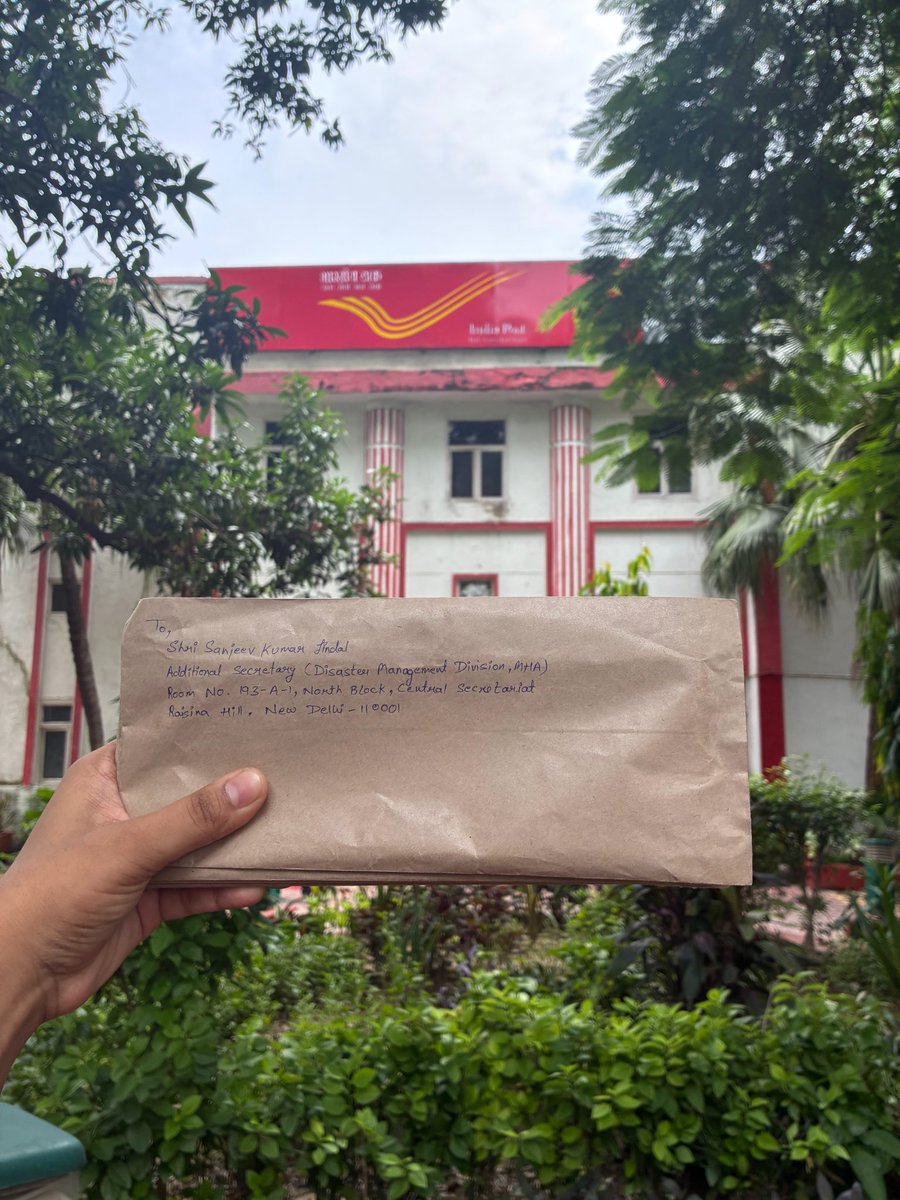 भारतीय डाक
India Post
To,
Shri Sanjeev Kumar Jindal
Additional Secretary (Disaster Management Division, MHA)
Room No. 193-A-1, North Block, Central Secretariat
Raisina Hill, New Delhi - 110001